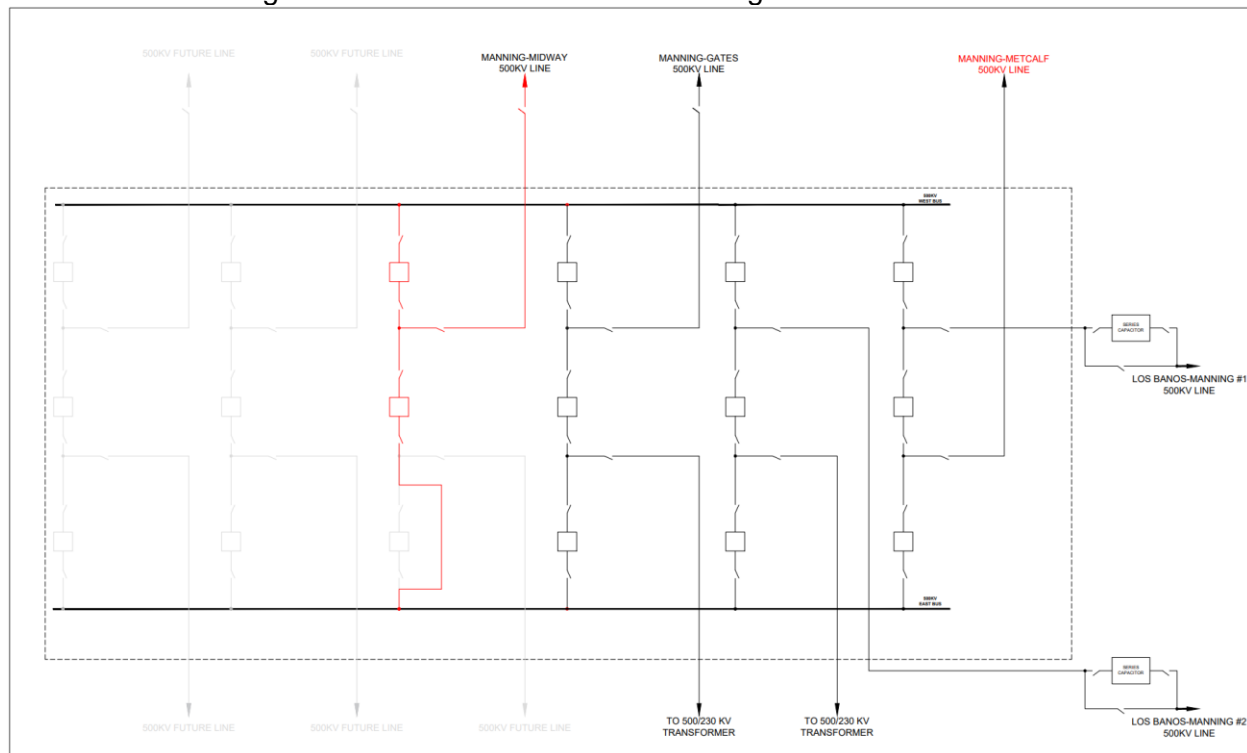 500KV FUTURE LINE
500KV FUTURE LINE
MANNING-MIDWAY
500KV LINE
MANNING-GATES
500KV LINE
MANNING-METCALF
500KV LINE
500KV
WEST BUS
SERIES
CAPACITOR
LOS BANOS-MANNING #1
500KV LINE
500KV
EAST BUS
SERIES
CAPACITOR
LOS BANOS-MANNING #2
500KV LINE
500KV FUTURE LINE
500KV FUTURE LINE
500KV FUTURE LINE
TO 500/230 KV
TRANSFORMER
TO 500/230 KV
TRANSFORMER